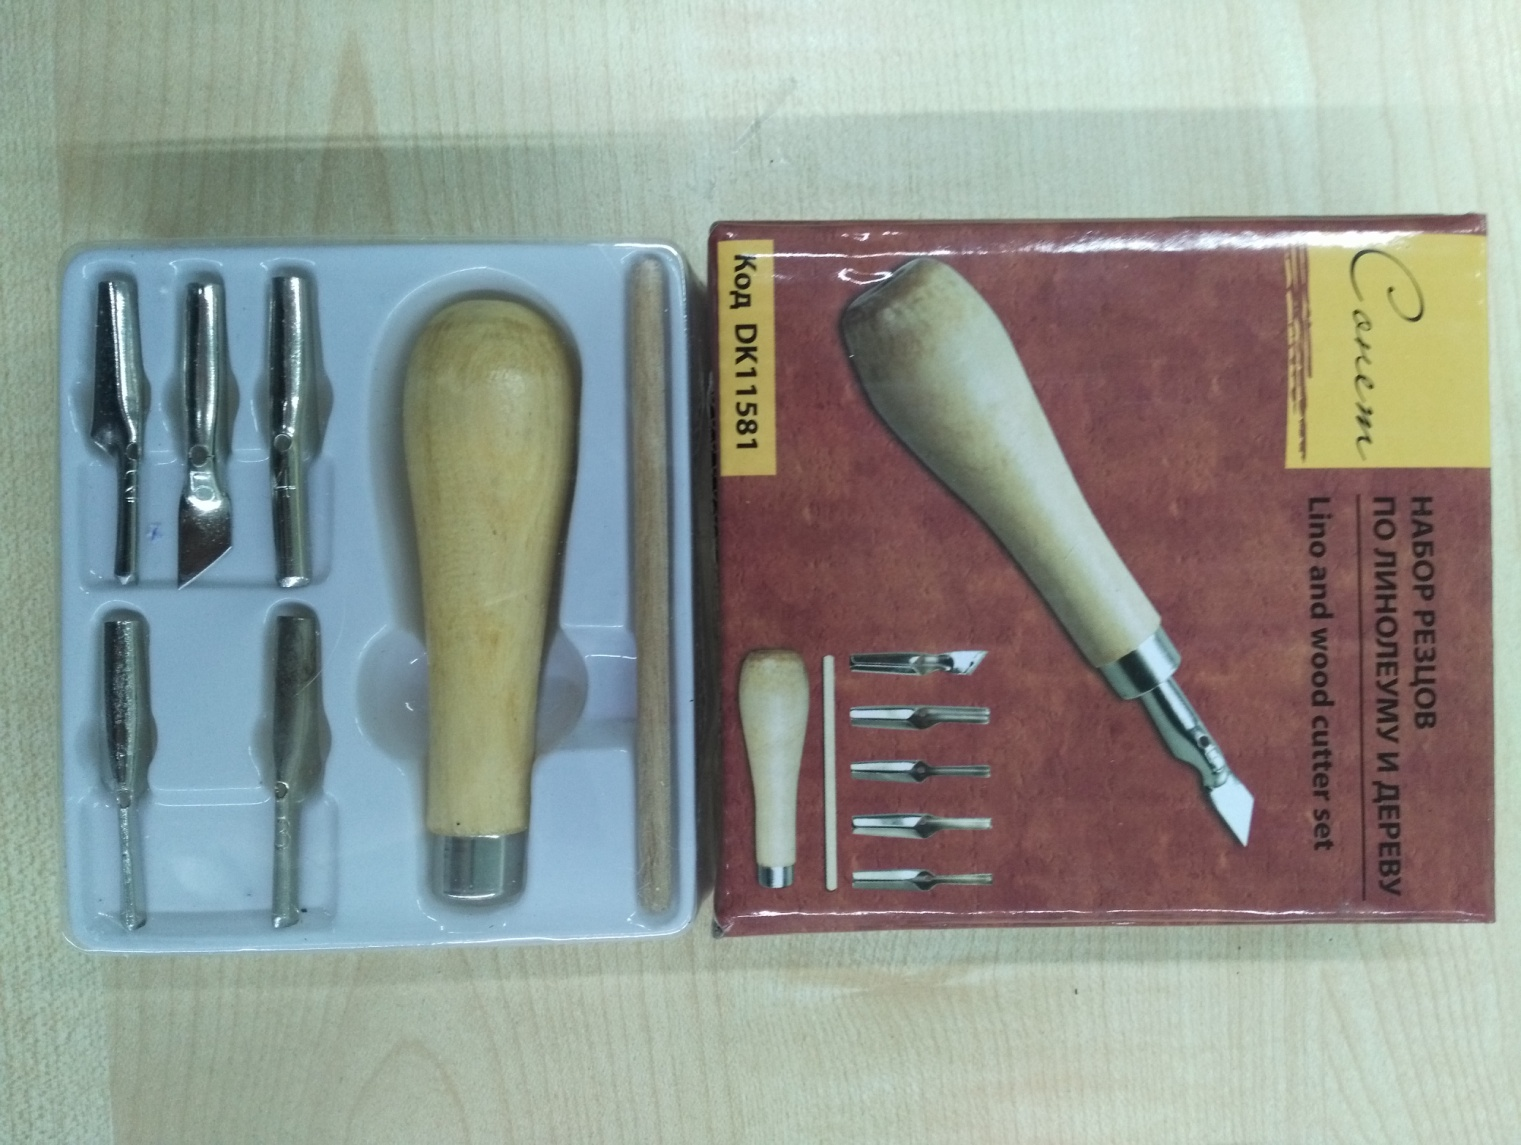 Сонет
НАБОР РЕЗЦОВ
ПО ЛИНОЛЕУМУ И ДЕРЕВУ
Lino and wood cutter set
Код DK11581